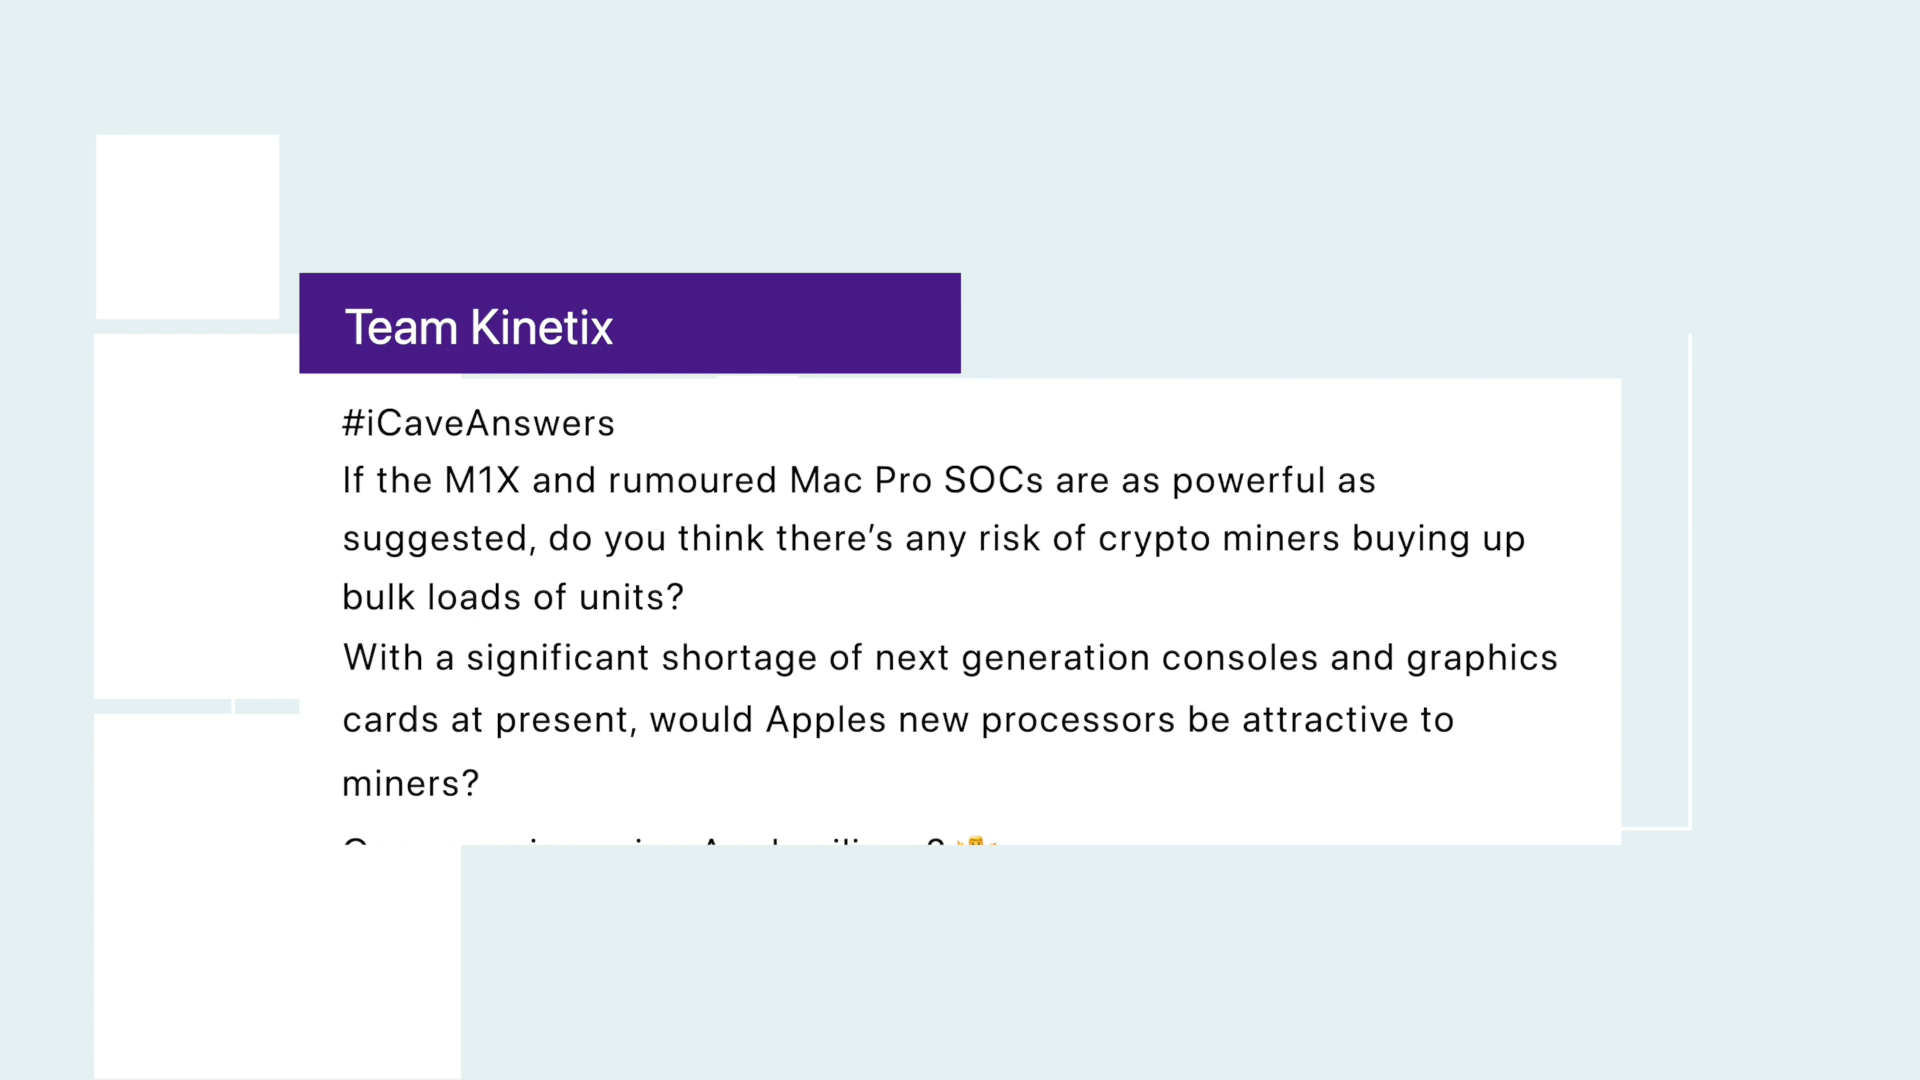 Team Kinetix
#iCaveAnswers
If the M1X and rumoured Mac Pro SOCs are as powerful as
suggested, do you think there’s any risk of crypto miners buying up
bulk loads of units?
With a significant shortage of next generation consoles and graphics
cards at present, would Apples new processors be attractive to
miners?